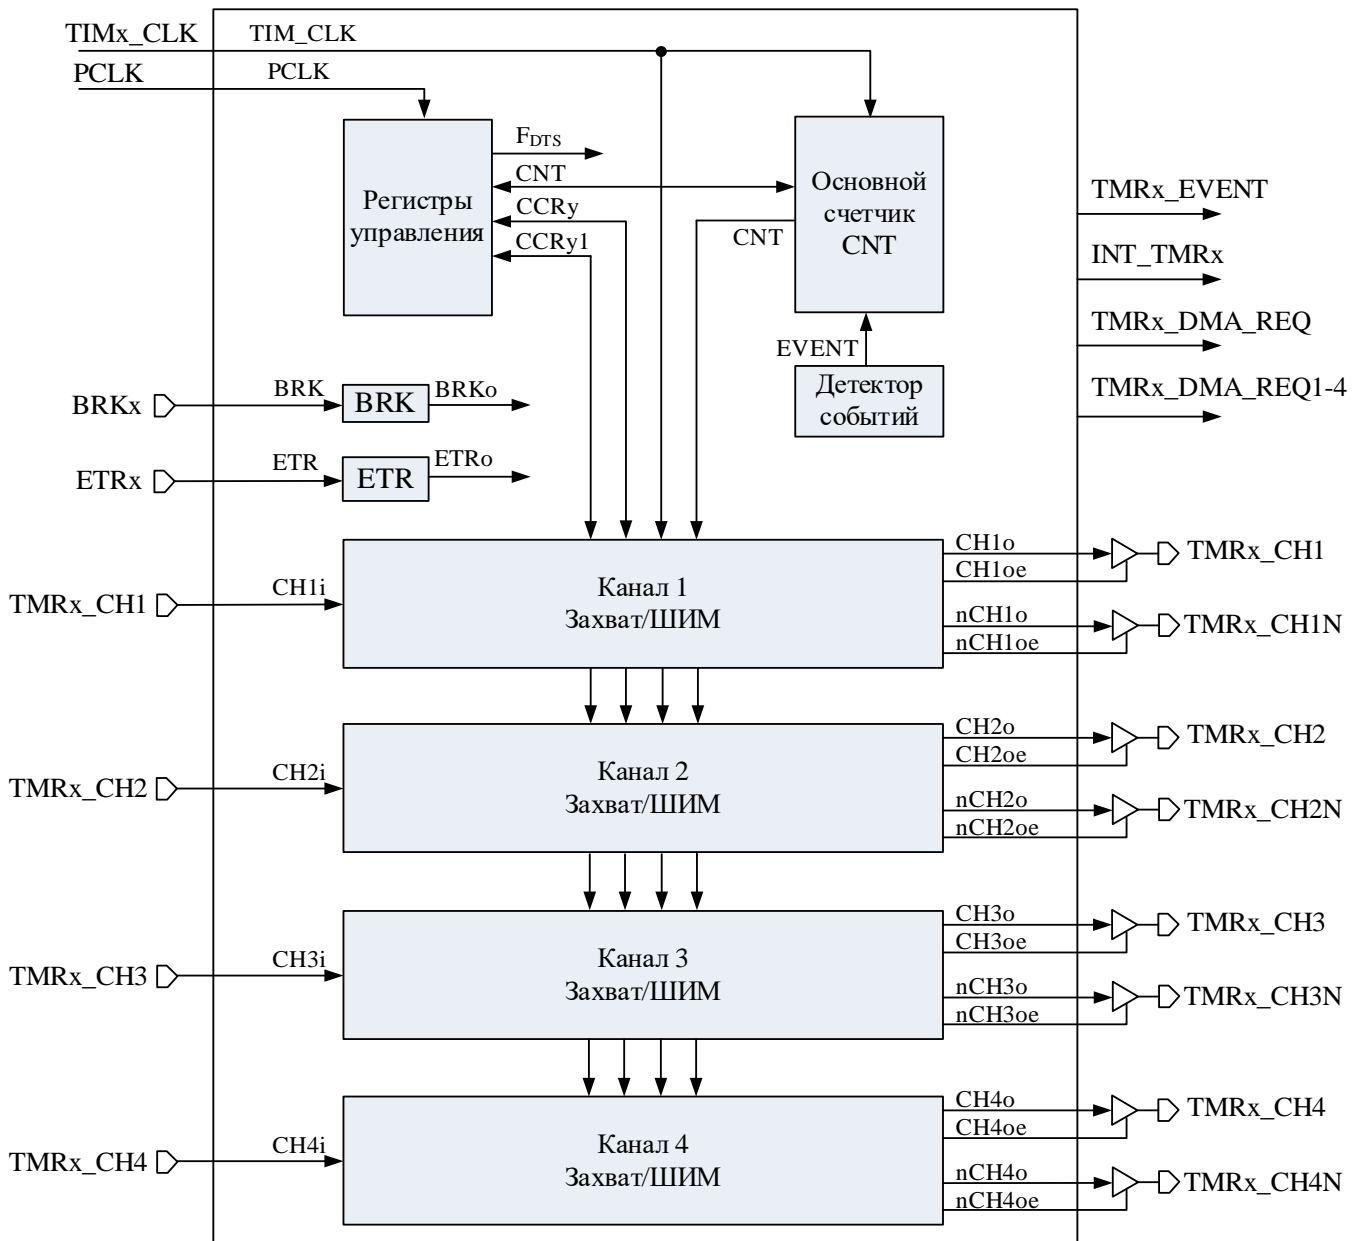 TIMx_CLK
TIM_CLK
PCLK
PCLK
Регистры
управления
FDTS
CNT
CCRy
CCRy1
CNT
Основной
счетчик
CNT
EVENT
Детектор
событий
TMRx_EVENT
INT_TMRx
TMRx_DMA_REQ
TMRx_DMA_REQ1-4
BRKx
BRK
BRK
BRKo
ETRx
ETR
ETR
ETRo
TMRx_CH1
CH1i
Канал 1
Захват/ШИМ
CH1o
CH1oe
nCH1o
nCH1oe
TMRx_CH1
TMRx_CH1N
TMRx_CH2
CH2i
Канал 2
Захват/ШИМ
CH2o
CH2oe
nCH2o
nCH2oe
TMRx_CH2
TMRx_CH2N
TMRx_CH3
CH3i
Канал 3
Захват/ШИМ
CH3o
CH3oe
nCH3o
nCH3oe
TMRx_CH3
TMRx_CH3N
TMRx_CH4
CH4i
Канал 4
Захват/ШИМ
CH4o
CH4oe
nCH4o
nCH4oe
TMRx_CH4
TMRx_CH4N